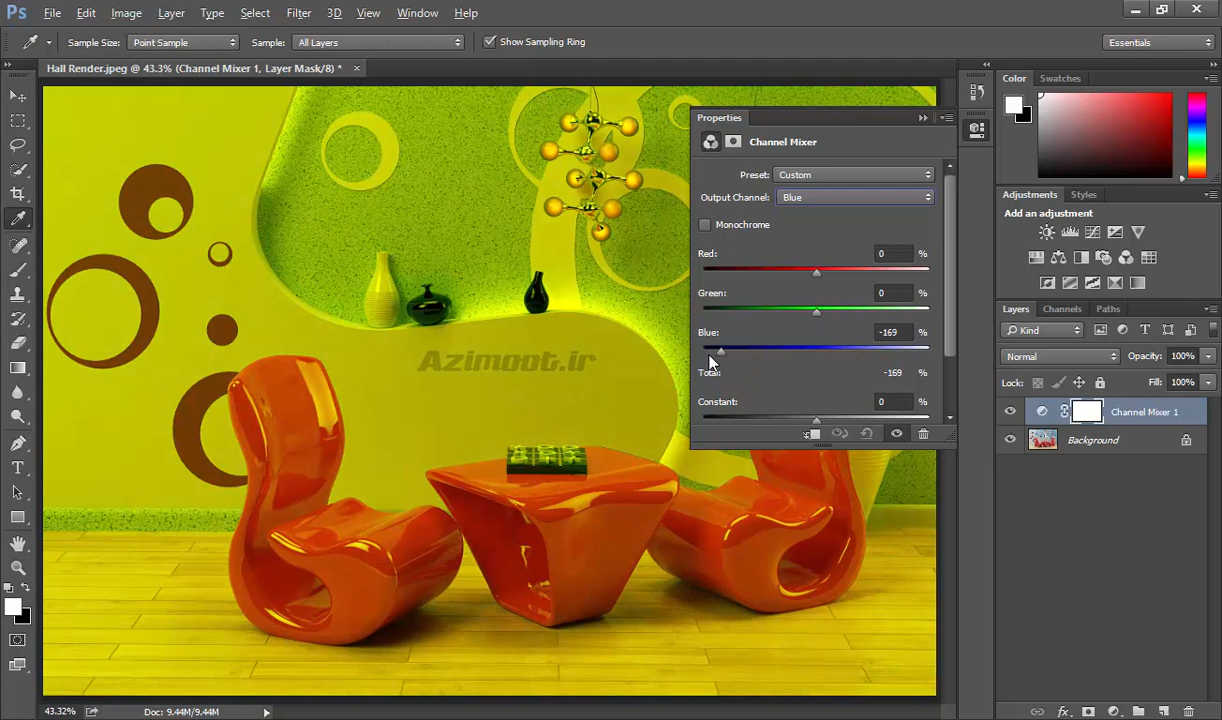 Ps File Edit Image Layer Type Select Filter 3D View Window Help
Sample Size: Point Sample Sample: All Layers Show Sampling Ring Essentials
Hall Render.jpeg @ 43.3% (Channel Mixer 1, Layer Mask/8) * ×
Properties
Channel Mixer
Preset: Custom
Output Channel: Blue
Monochrome
Red: 0 %
Green: 0 %
Blue: -169 %
Total: -169 %
Constant: 0 %
Azimoot.ir
Color Swatches
Adjustments Styles
Add an adjustment
Layers Channels Paths
Kind
Normal Opacity: 100%
Lock: Fill: 100%
Channel Mixer 1
Background
43.32% Doc: 9.44M/9.44M